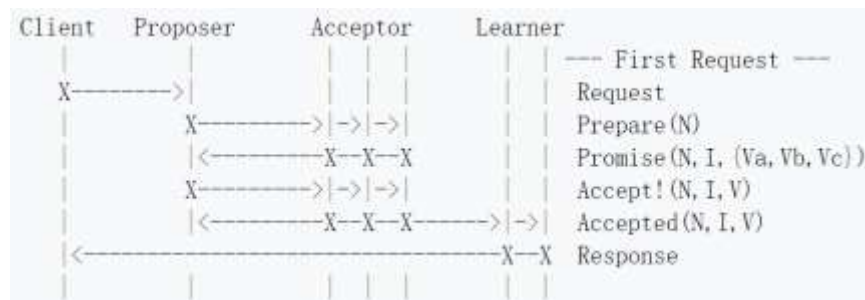 Client Proposer Acceptor Learner
--- First Request ---
X-------->| Request
X--------->|->|->| Prepare(N)
|<---------X--X--X Promise(N, I, {Va, Vb, Vc})
X--------->|->|->| Accept!(N, I, V)
|<---------X--X--X------>|->| Accepted(N, I, V)
|<---------------------------------X--X Response